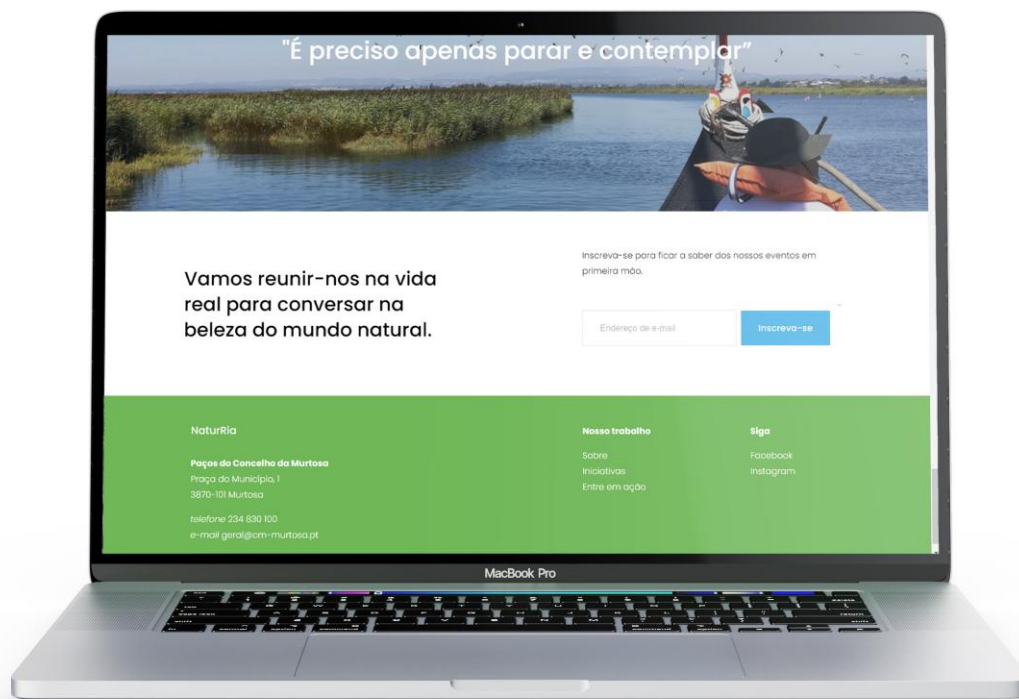 "É preciso apenas parar e contemplar”
Vamos reunir-nos na vida
real para conversar na
beleza do mundo natural.
Inscreva-se para ficar a saber dos nossos eventos em
primeira mão.
Endereço de e-mail
Inscreva-se
NaturRia
Paços do Concelho da Murtosa
Praça do Município, 1
3870-101 Murtosa
telefone 234 830 100
e-mail geral@cm-murtosa.pt
Nosso trabalho
Sobre
Iniciativas
Entre em ação
Siga
Facebook
Instagram
MacBook Pro